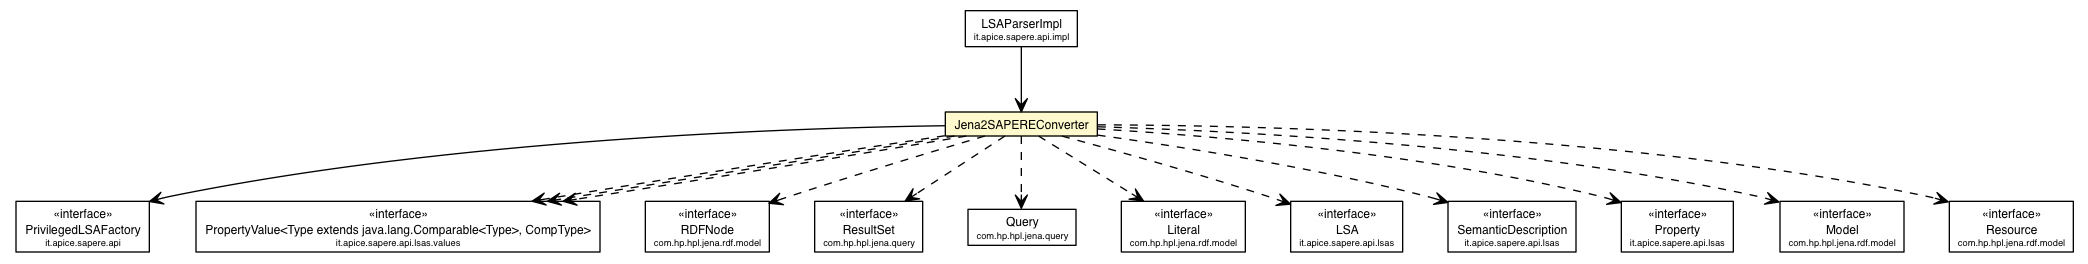 LSAParserImpl
it.apice.sapere.api.impl
Jena2SAPEREConverter
«interface»
PrivilegedLSAFactory
it.apice.sapere.api
«interface»
PropertyValue<Type extends java.lang.Comparable<Type>, CompType>
it.apice.sapere.api.lsas.values
«interface»
RDFNode
com.hp.hpl.jena.rdf.model
«interface»
ResultSet
com.hp.hpl.jena.query
Query
com.hp.hpl.jena.query
«interface»
Literal
com.hp.hpl.jena.rdf.model
«interface»
LSA
it.apice.sapere.api.lsas
«interface»
SemanticDescription
it.apice.sapere.api.lsas
«interface»
Property
it.apice.sapere.api.lsas
«interface»
Model
com.hp.hpl.jena.rdf.model
«interface»
Resource
com.hp.hpl.jena.rdf.model